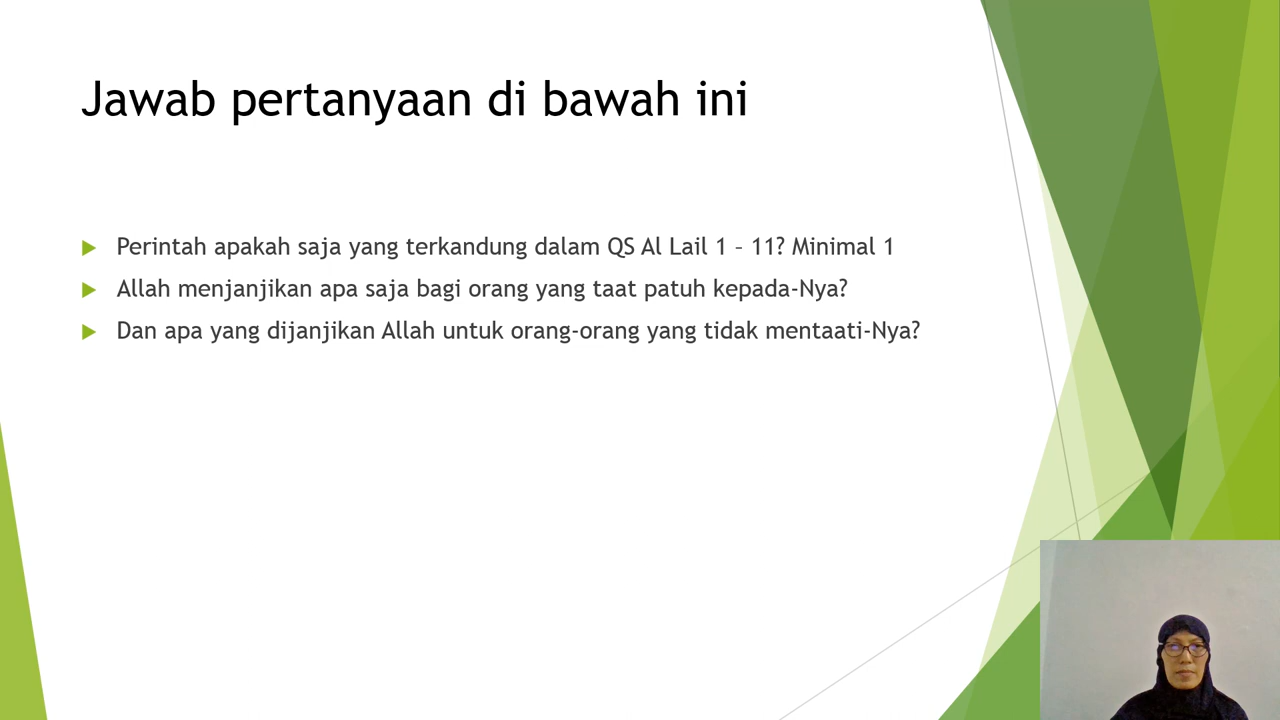 Jawab pertanyaan di bawah ini
Perintah apakah saja yang terkandung dalam QS Al Lail 1 – 11? Minimal 1
Allah menjanjikan apa saja bagi orang yang taat patuh kepada-Nya?
Dan apa yang dijanjikan Allah untuk orang-orang yang tidak mentaati-Nya?